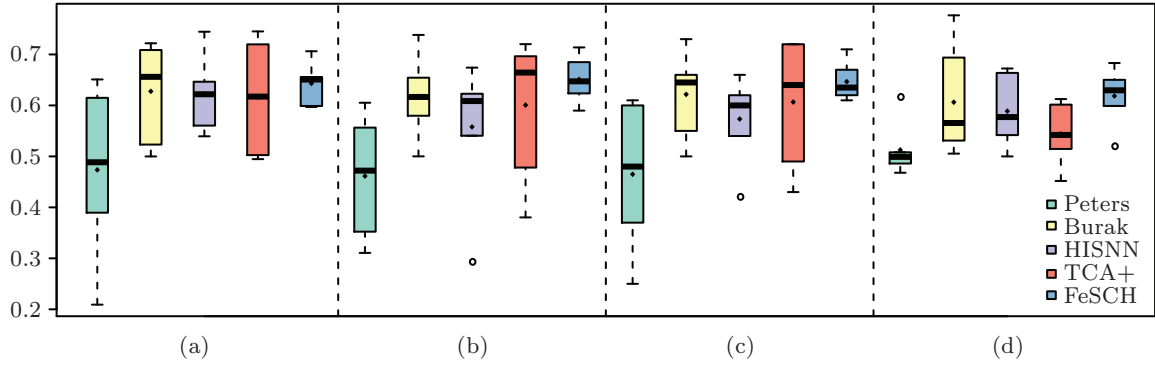 0.7
0.6
0.5
0.4
0.3
0.2
Peters
Burak
HISNN
TCA+
FeSCH
(a)
(b)
(c)
(d)